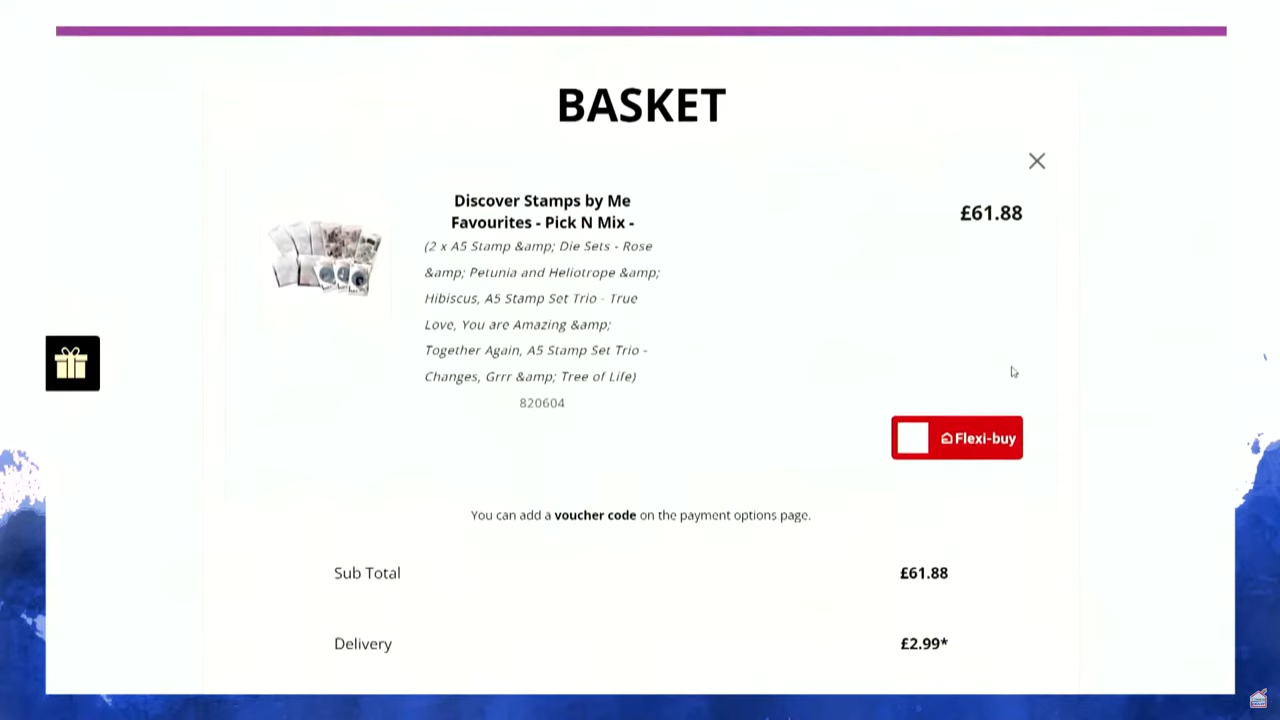 BASKET
Discover Stamps by Me
£61.88
Favourites - Pick N Mix -
(2 x A5 Stamp &amp; Die Sets - Rose
&amp; Petunia and Heliotrope &amp;
Hibiscus, A5 Stamp Set Trio - True
Love, You are Amazing &amp;
Together Again, A5 Stamp Set Trio -
Changes, Grrr &amp; Tree of Life)
820604
Flexi-buy
You can add a voucher code on the payment options page.
Sub Total £61.88
Delivery £2.99*